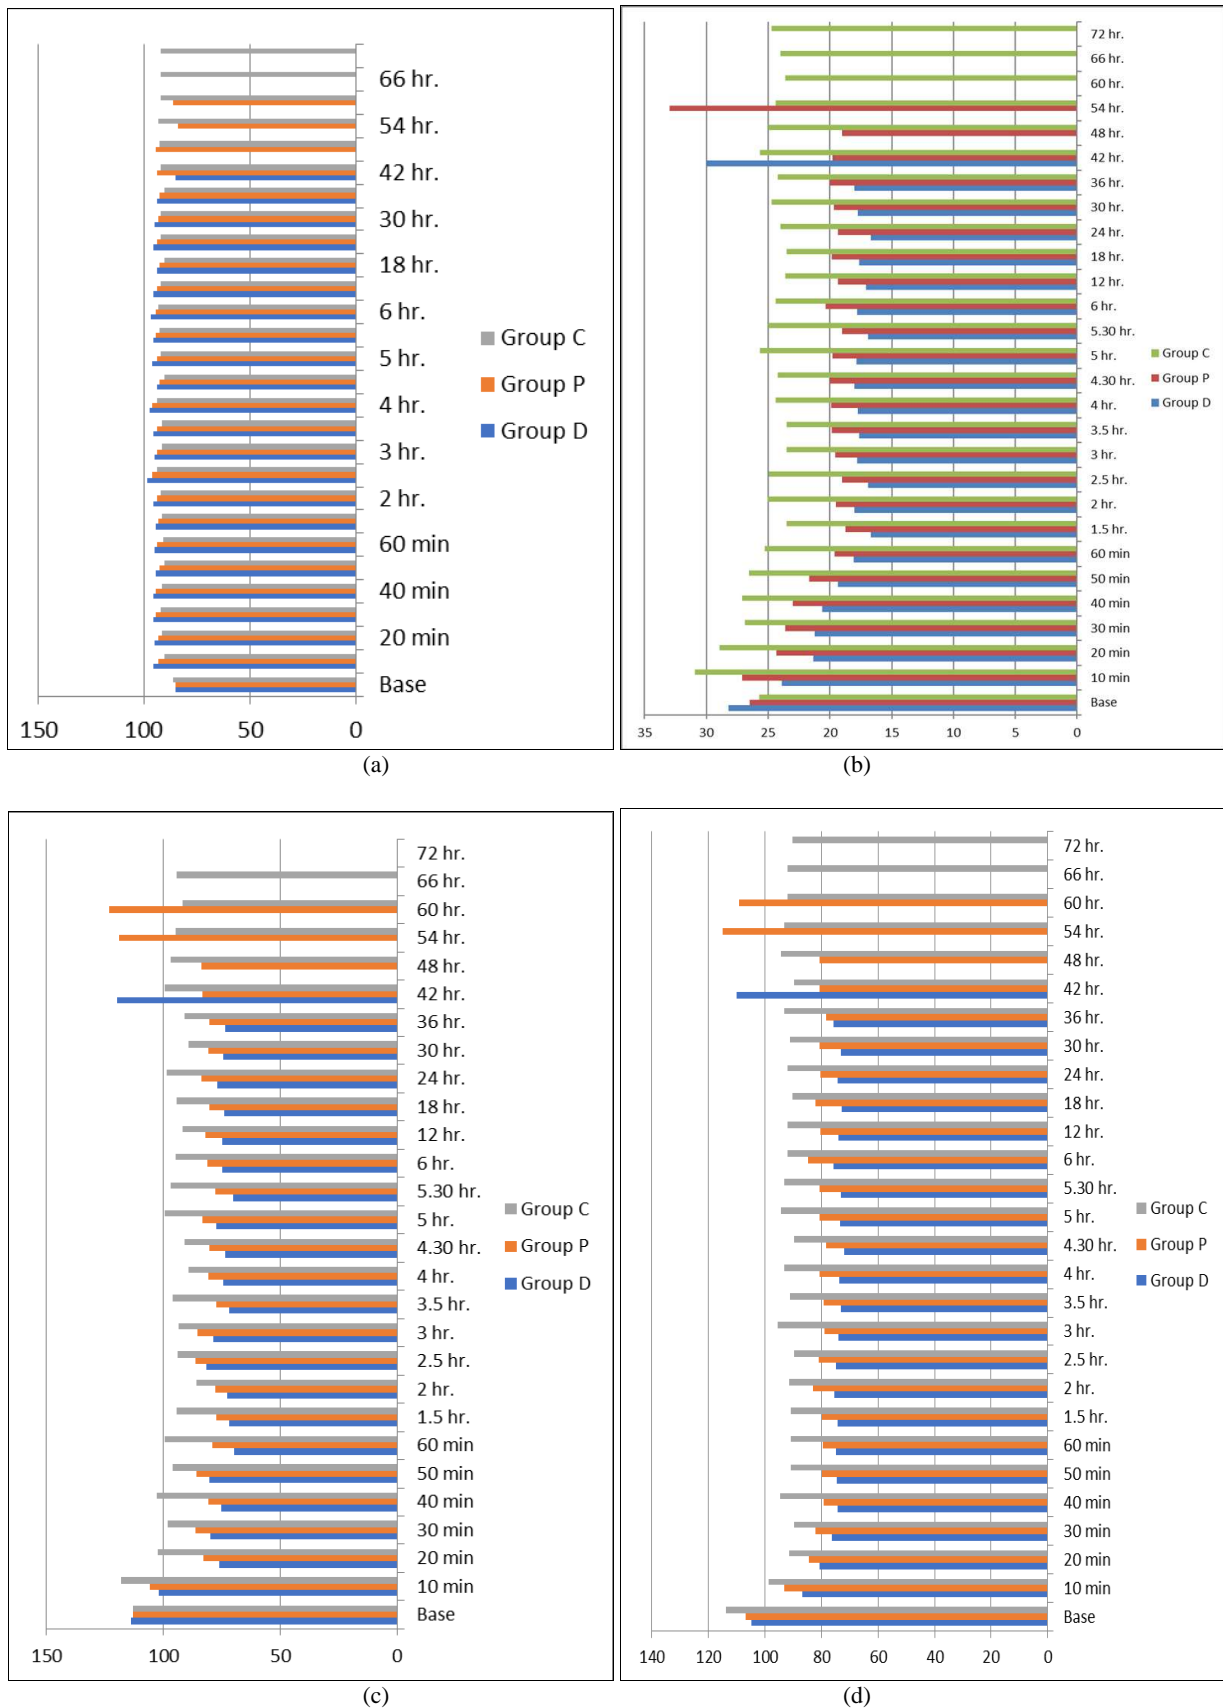 66 hr.
54 hr.
42 hr.
30 hr.
18 hr.
6 hr.
5 hr.
4 hr.
3 hr.
2 hr.
60 min
40 min
20 min
Base
Group C
Group P
Group D
150 100 50 0
(a)
72 hr.
66 hr.
60 hr.
54 hr.
48 hr.
42 hr.
36 hr.
30 hr.
24 hr.
18 hr.
12 hr.
6 hr.
5.30 hr.
5 hr.
4.30 hr.
4 hr.
3.5 hr.
3 hr.
2.5 hr.
2 hr.
1.5 hr.
60 min
50 min
40 min
30 min
20 min
10 min
Base
Group C
Group P
Group D
35 30 25 20 15 10 5 0
(b)
72 hr.
66 hr.
60 hr.
54 hr.
48 hr.
42 hr.
36 hr.
30 hr.
24 hr.
18 hr.
12 hr.
6 hr.
5.30 hr.
5 hr.
4.30 hr.
4 hr.
3.5 hr.
3 hr.
2.5 hr.
2 hr.
1.5 hr.
60 min
50 min
40 min
30 min
20 min
10 min
Base
Group C
Group P
Group D
150 100 50 0
(c)
72 hr.
66 hr.
60 hr.
54 hr.
48 hr.
42 hr.
36 hr.
30 hr.
24 hr.
18 hr.
12 hr.
6 hr.
5.30 hr.
5 hr.
4.30 hr.
4 hr.
3.5 hr.
3 hr.
2.5 hr.
2 hr.
1.5 hr.
60 min
50 min
40 min
30 min
20 min
10 min
Base
Group C
Group P
Group D
140 120 100 80 60 40 20 0
(d)